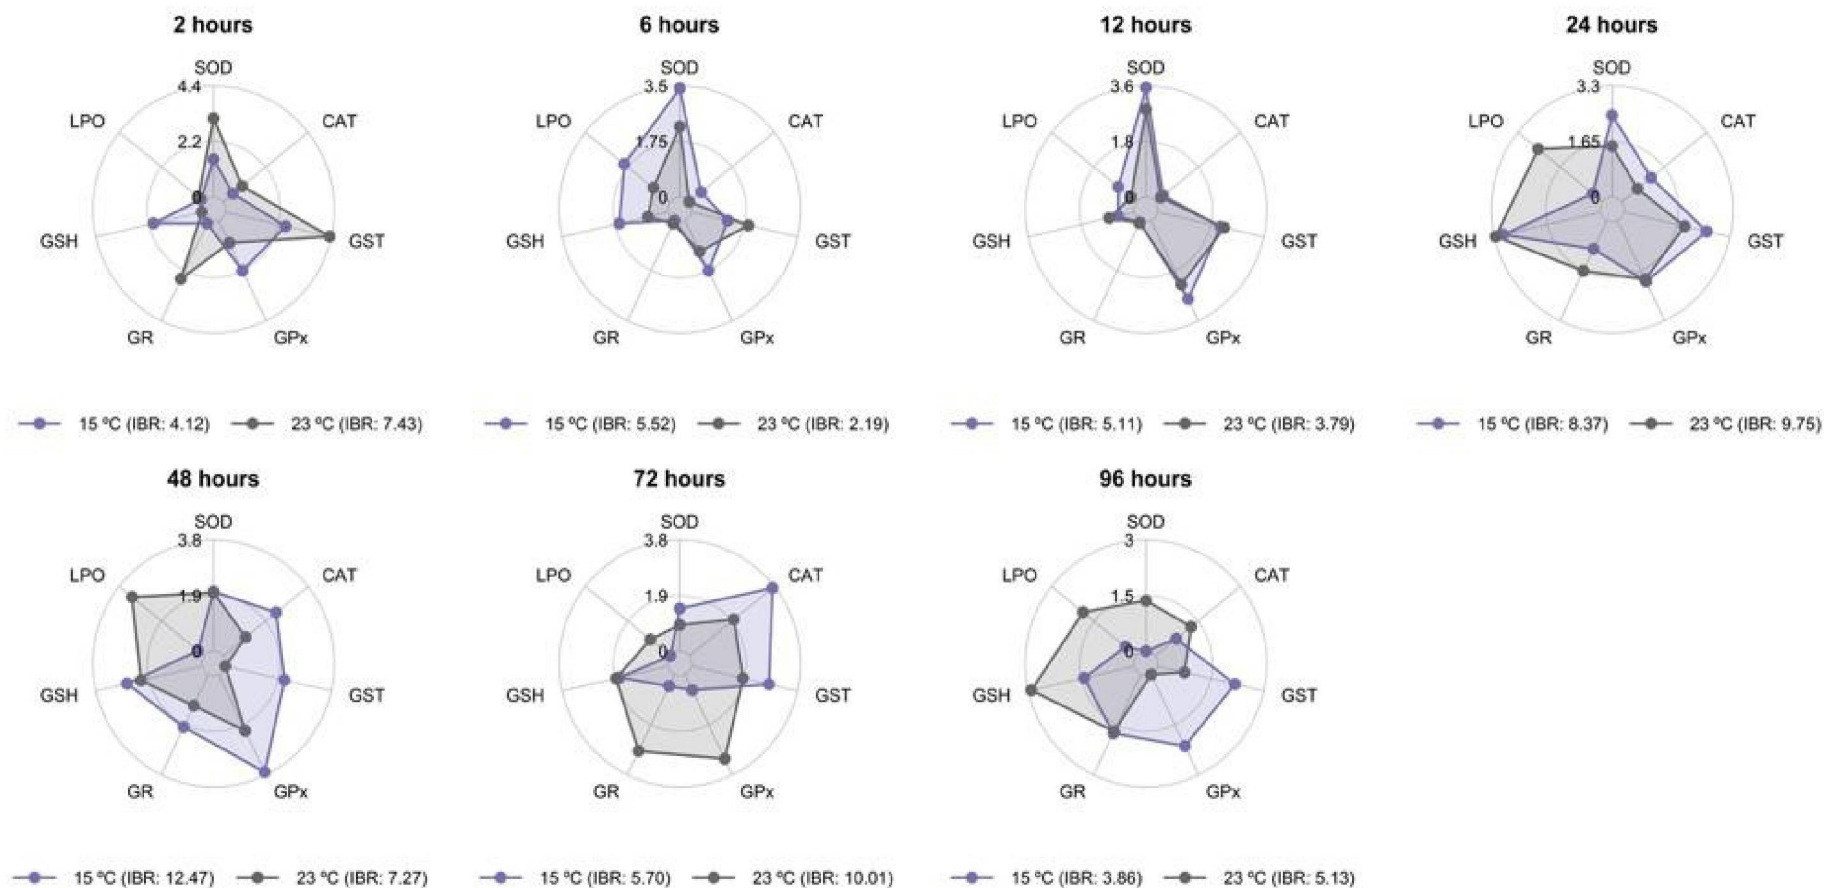 2 hours
SOD
4.4
2.2
0
CAT
GST
GPx
GR
GSH
LPO
15 ºC (IBR: 4.12)
23 ºC (IBR: 7.43)
6 hours
SOD
3.5
1.75
0
CAT
GST
GPx
GR
GSH
LPO
15 ºC (IBR: 5.52)
23 ºC (IBR: 2.19)
12 hours
SOD
3.6
1.8
0
CAT
GST
GPx
GR
GSH
LPO
15 ºC (IBR: 5.11)
23 ºC (IBR: 3.79)
24 hours
SOD
3.3
1.65
0
CAT
GST
GPx
GR
GSH
LPO
15 ºC (IBR: 8.37)
23 ºC (IBR: 9.75)
48 hours
SOD
3.8
1.9
0
CAT
GST
GPx
GR
GSH
LPO
15 ºC (IBR: 12.47)
23 ºC (IBR: 7.27)
72 hours
SOD
3.8
1.9
0
CAT
GST
GPx
GR
GSH
LPO
15 ºC (IBR: 5.70)
23 ºC (IBR: 10.01)
96 hours
SOD
3
1.5
0
CAT
GST
GPx
GR
GSH
LPO
15 ºC (IBR: 3.86)
23 ºC (IBR: 5.13)